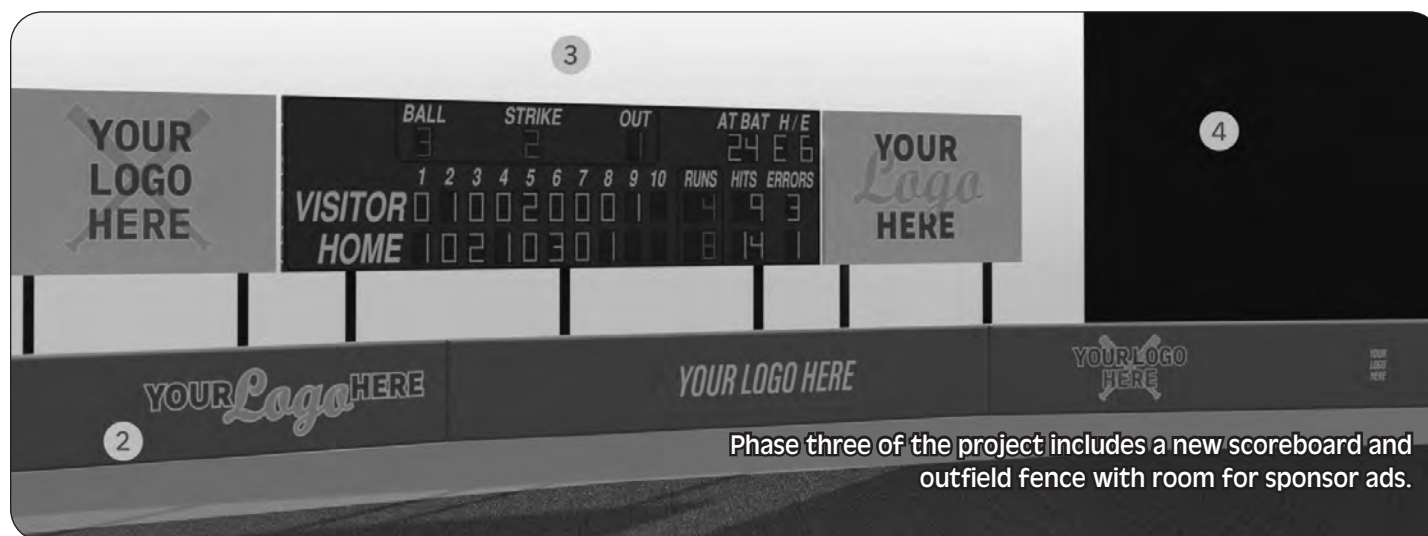 3
4
YOUR
LOGO
HERE
BALL STRIKE OUT AT BAT H / E
3 2 1 24 E 6
1 2 3 4 5 6 7 8 9 10 RUNS HITS ERRORS
VISITOR 0 1 0 0 2 0 0 0 1 4 9 3
HOME 1 0 2 1 0 3 0 1 8 14 1
YOUR
Logo
HERE
YOUR Logo HERE
YOUR LOGO HERE
YOUR LOGO
HERE
YOUR
LOGO
HERE
2
Phase three of the project includes a new scoreboard and
outfield fence with room for sponsor ads.